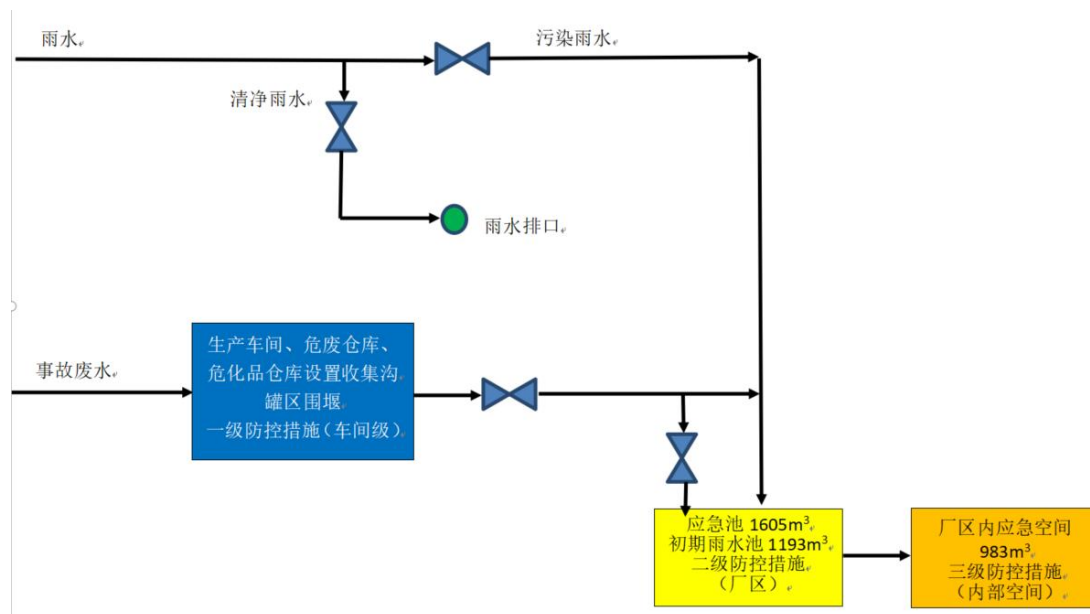 雨水
污染雨水
清净雨水
雨水排口
事故废水
生产车间、危废仓库、
危化品仓库设置收集沟
罐区围堰
一级防控措施（车间级）
应急池 1605m³
初期雨水池 1193m³
二级防控措施
（厂区）
厂区内应急空间
983m³
三级防控措施
（内部空间）